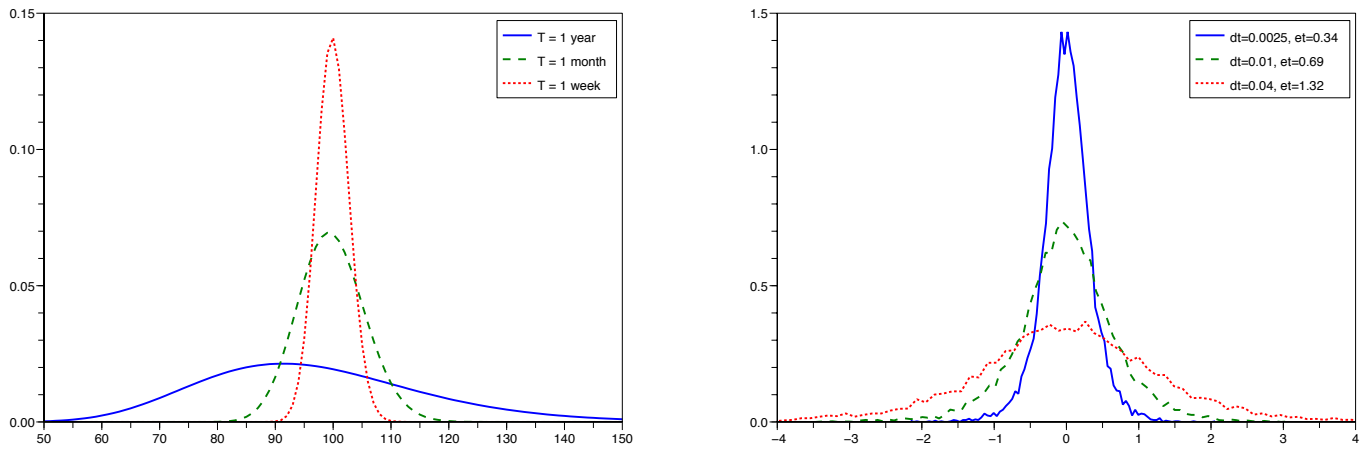 0.15
0.10
0.05
0.00
50 60 70 80 90 100 110 120 130 140 150
T = 1 year
T = 1 month
T = 1 week
1.5
1.0
0.5
1.0
−4 −3 −2 −1 0 1 2 3 4
dt=0.0025, et=0.34
dt=0.01, et=0.69
dt=0.04, et=1.32